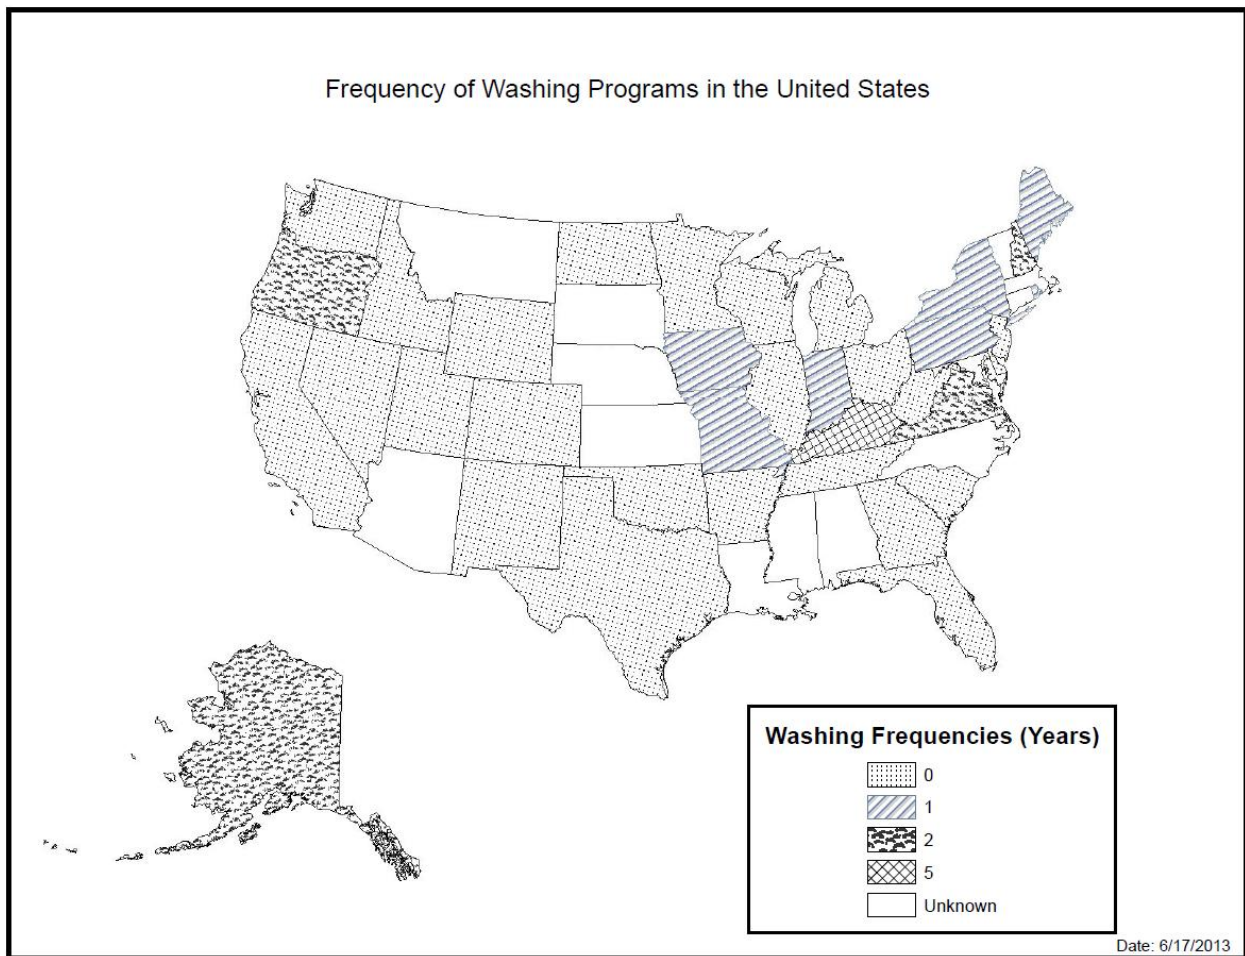 Frequency of Washing Programs in the United States
Washing Frequencies (Years)
0
1
2
5
Unknown
Date: 6/17/2013